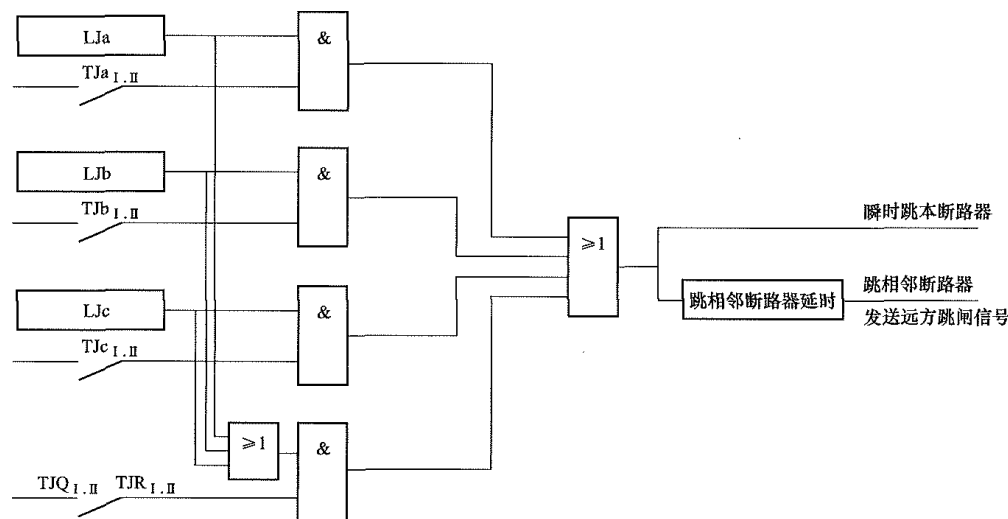 LJa
&
TJa I.II
LJb
&
TJb I.II
≥1
瞬时跳本断路器
LJc
&
跳相邻断路器延时
跳相邻断路器
发送远方跳闸信号
TJc I.II
≥1
&
TJQ I.II TJR I.II